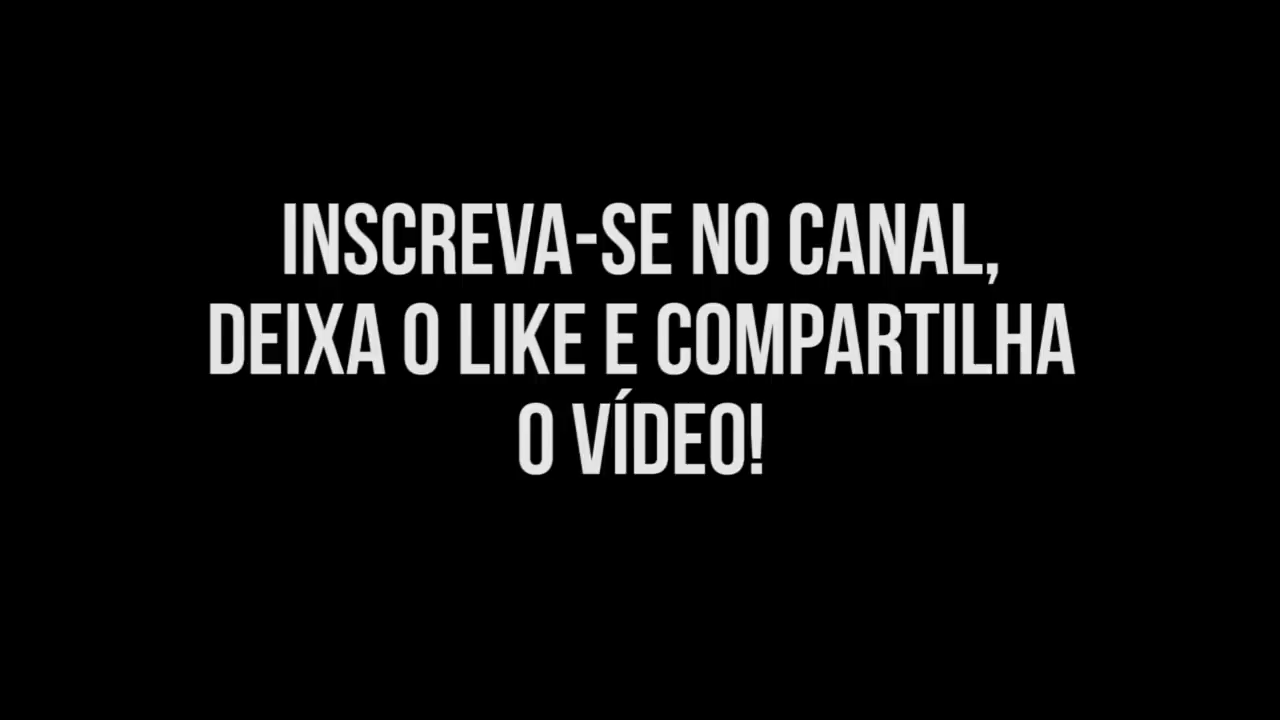 INSCREVA-SE NO CANAL,
DEIXA O LIKE E COMPARTILHA
O VÍDEO!